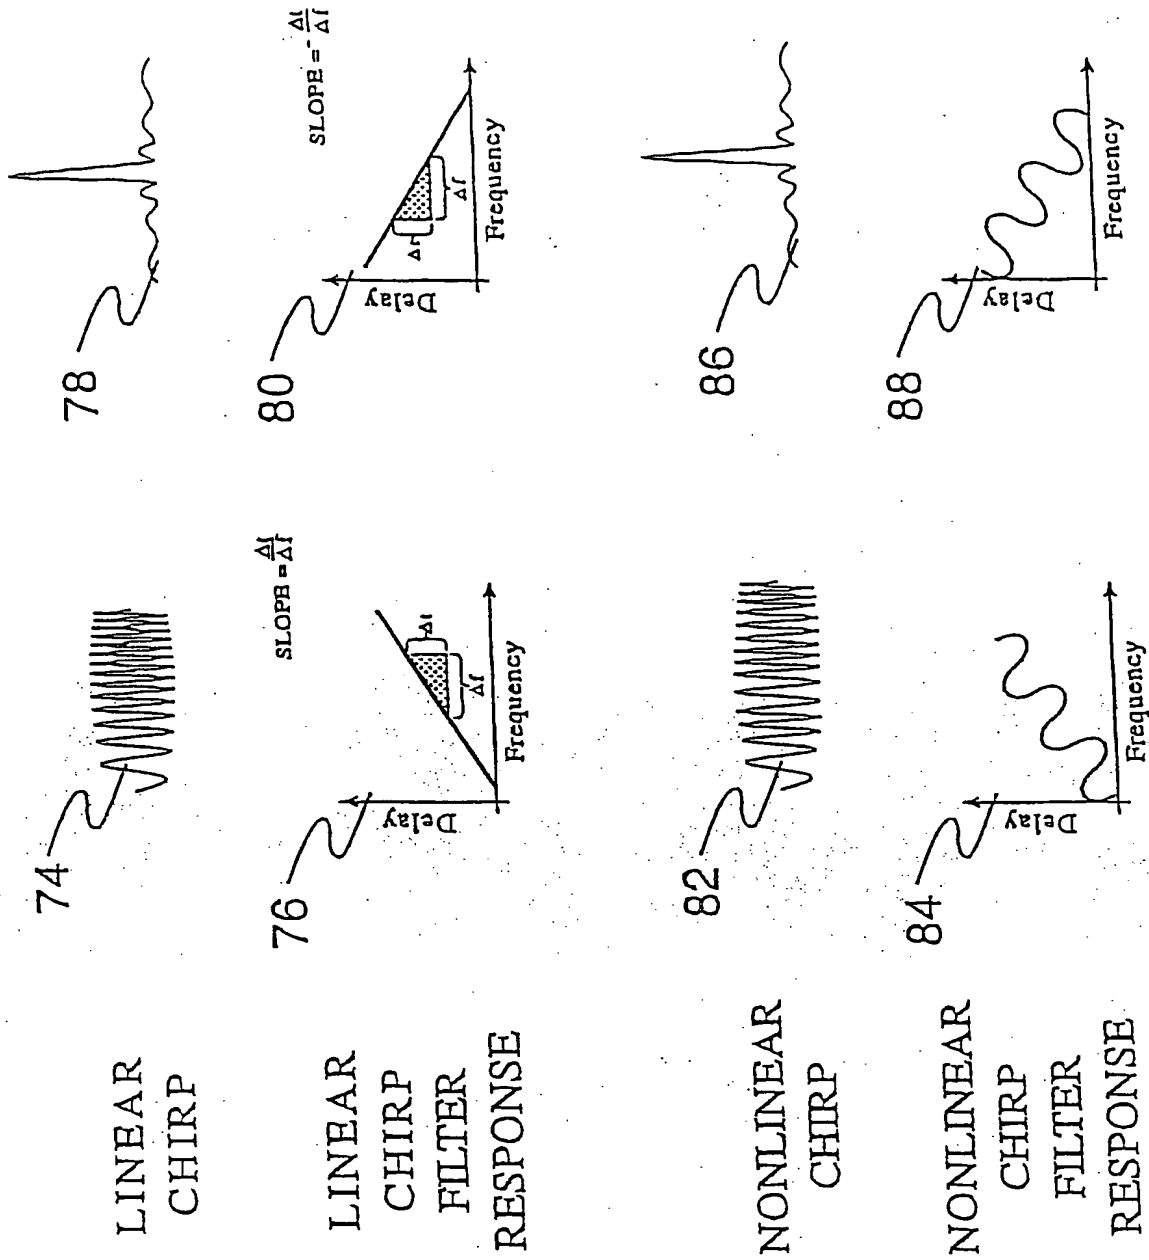 LINEAR
CHIRP
74
78
LINEAR
CHIRP
FILTER
RESPONSE
76
SLOPE = Δt
Δf
Delay
Δt
Δf
Frequency
80
SLOPE = - Δt
Δf
Delay
Δt
Δf
Frequency
NONLINEAR
CHIRP
82
86
NONLINEAR
CHIRP
FILTER
RESPONSE
84
Delay
Frequency
88
Delay
Frequency